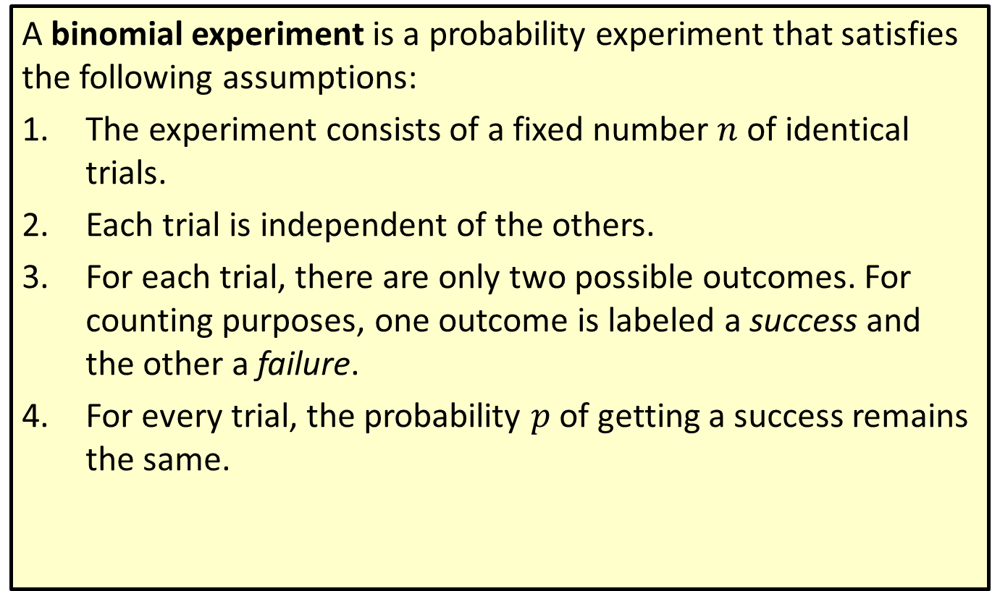 A binomial experiment is a probability experiment that satisfies
the following assumptions:
1. The experiment consists of a fixed number n of identical
trials.
2. Each trial is independent of the others.
3. For each trial, there are only two possible outcomes. For
counting purposes, one outcome is labeled a success and
the other a failure.
4. For every trial, the probability p of getting a success remains
the same.